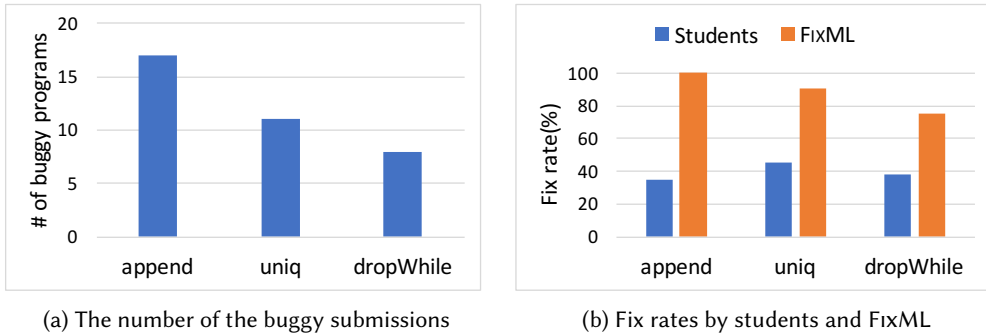 # of buggy programs
20
15
10
5
0
append uniq dropWhile
(a) The number of the buggy submissions
Students FIXML
Fix rate(%)
100
80
60
40
20
0
append uniq dropWhile
(b) Fix rates by students and FIXML